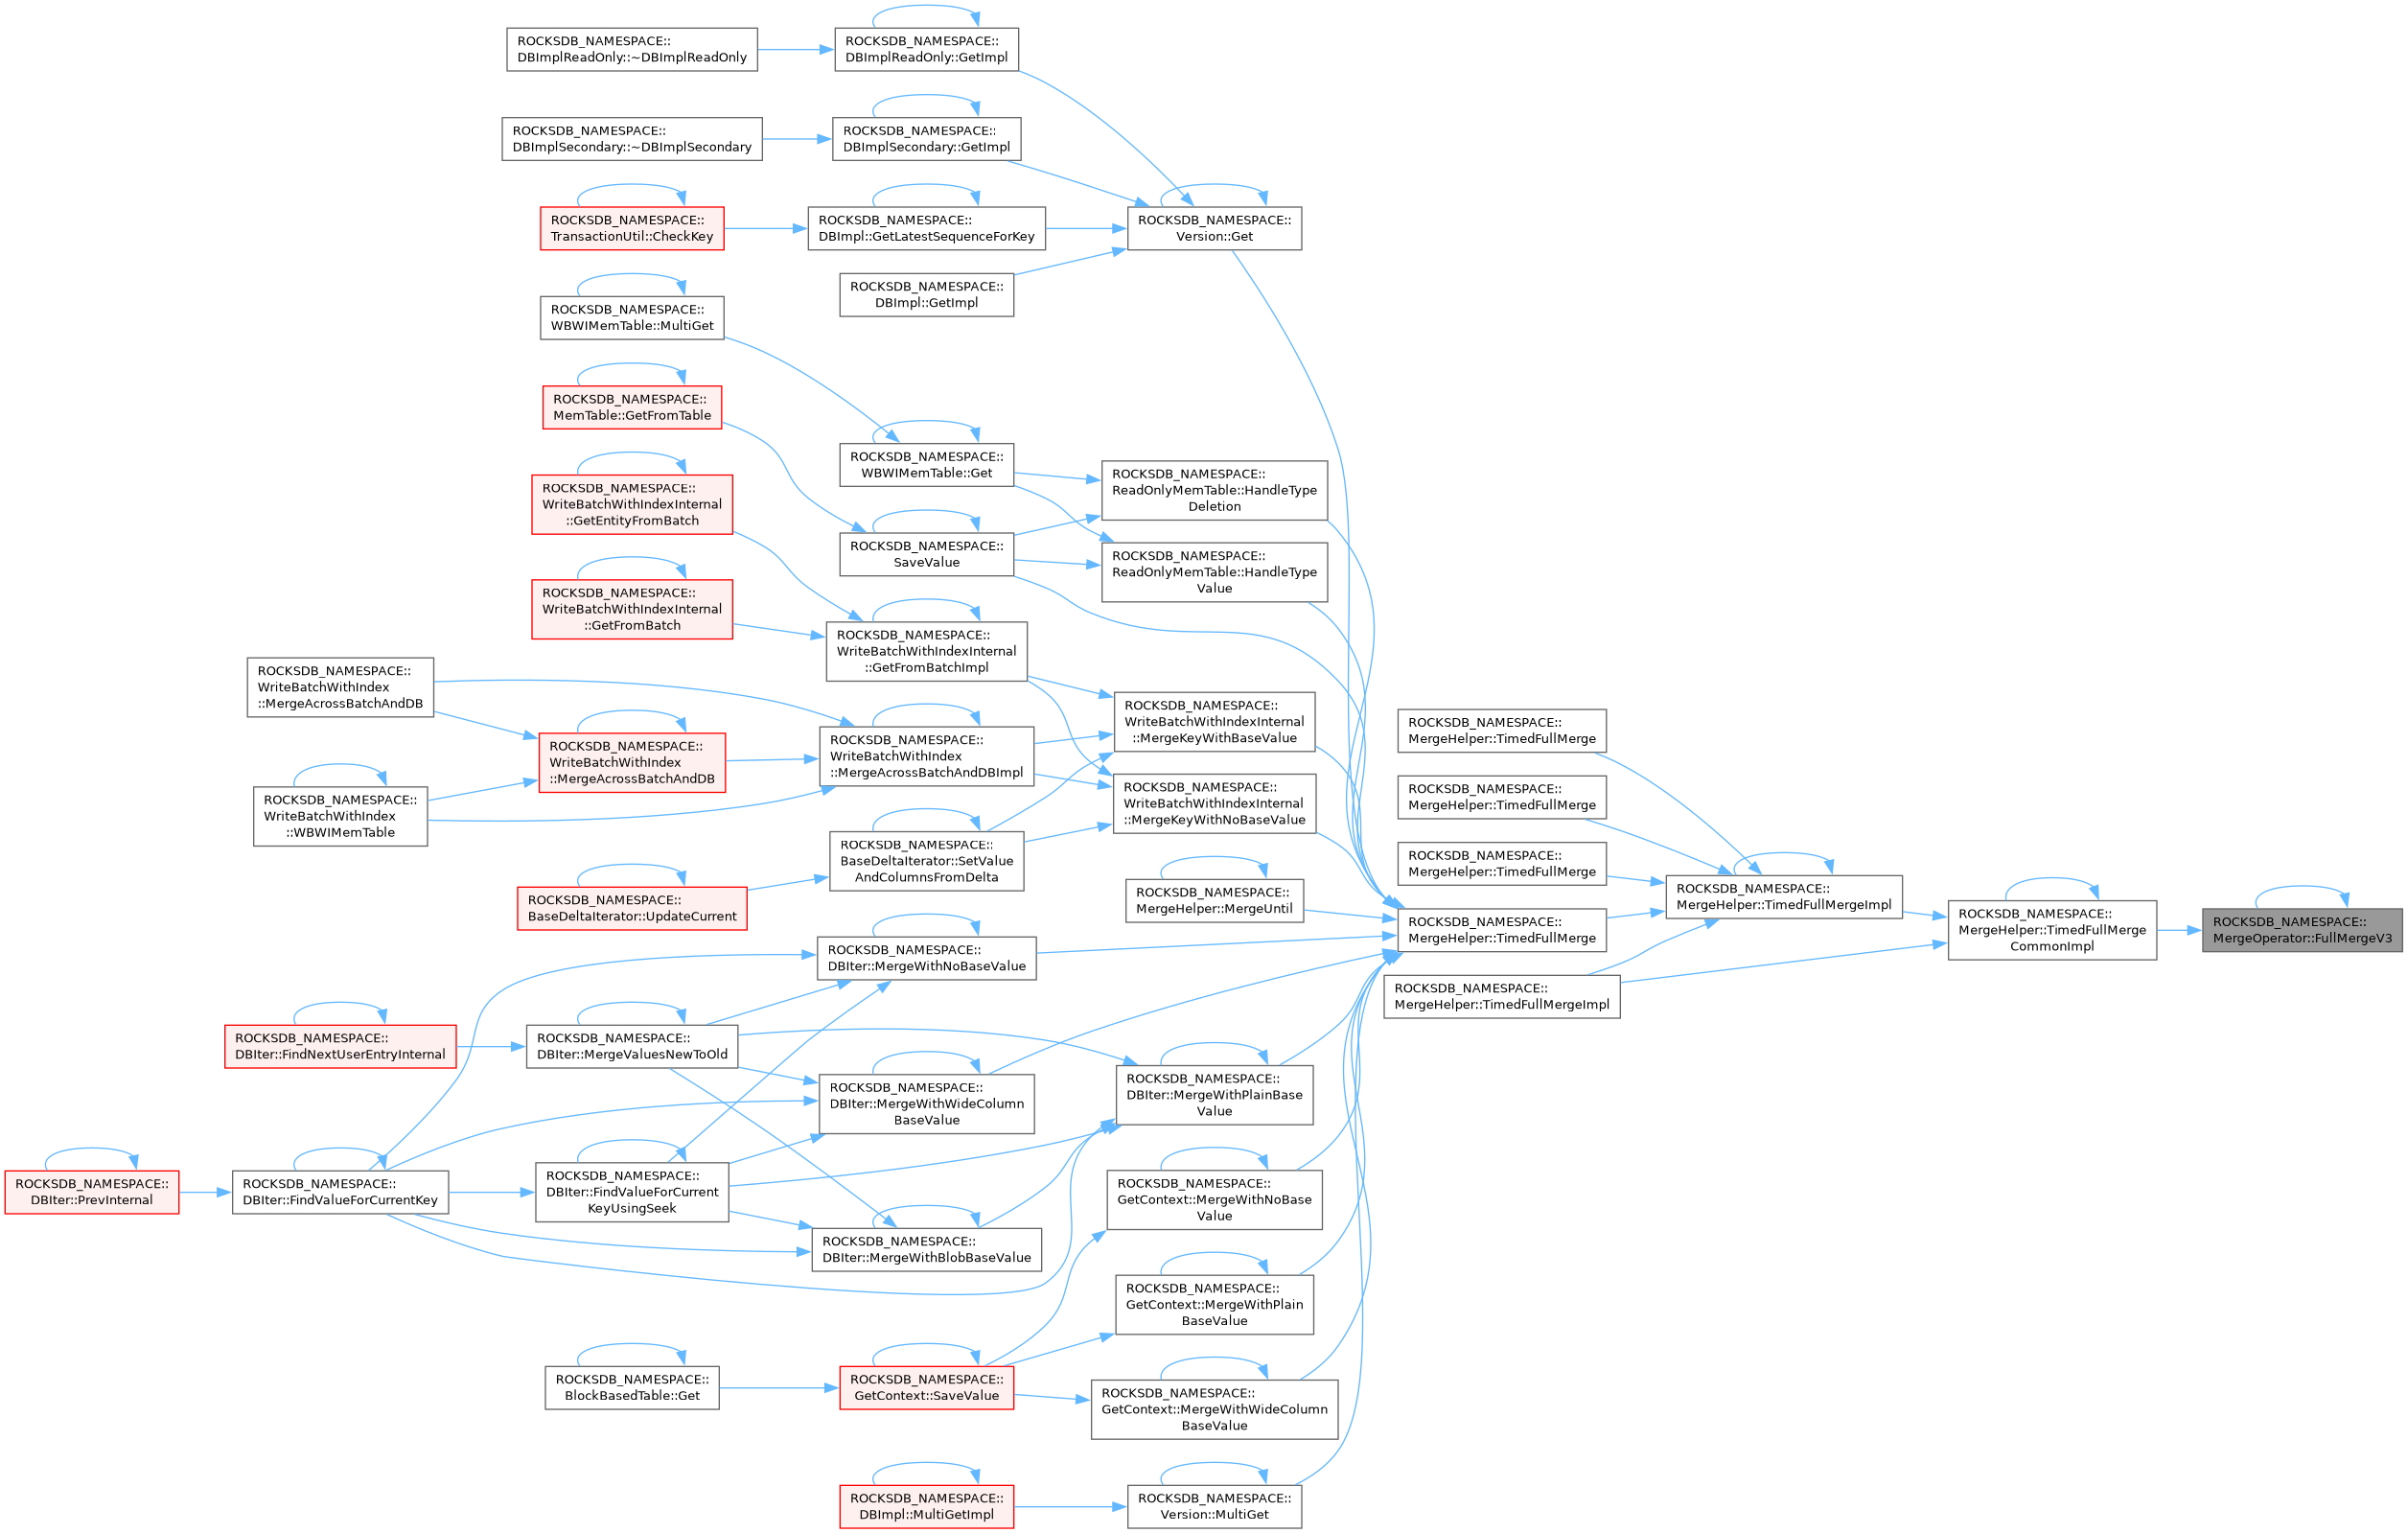 ROCKSDB_NAMESPACE::
DBImplReadOnly::~DBImplReadOnly
ROCKSDB_NAMESPACE::
DBImplReadOnly::GetImpl
ROCKSDB_NAMESPACE::
DBImplSecondary::~DBImplSecondary
ROCKSDB_NAMESPACE::
DBImplSecondary::GetImpl
ROCKSDB_NAMESPACE::
TransactionUtil::CheckKey
ROCKSDB_NAMESPACE::
DBImpl::GetLatestSequenceForKey
ROCKSDB_NAMESPACE::
Version::Get
ROCKSDB_NAMESPACE::
DBImpl::GetImpl
ROCKSDB_NAMESPACE::
WBWIMemTable::MultiGet
ROCKSDB_NAMESPACE::
MemTable::GetFromTable
ROCKSDB_NAMESPACE::
WBWIMemTable::Get
ROCKSDB_NAMESPACE::
ReadOnlyMemTable::HandleType
Deletion
ROCKSDB_NAMESPACE::
WriteBatchWithIndexInternal
::GetEntityFromBatch
ROCKSDB_NAMESPACE::
SaveValue
ROCKSDB_NAMESPACE::
ReadOnlyMemTable::HandleType
Value
ROCKSDB_NAMESPACE::
WriteBatchWithIndexInternal
::GetFromBatch
ROCKSDB_NAMESPACE::
WriteBatchWithIndexInternal
::GetFromBatchImpl
ROCKSDB_NAMESPACE::
WriteBatchWithIndex
::MergeAcrossBatchAndDB
ROCKSDB_NAMESPACE::
WriteBatchWithIndexInternal
::MergeKeyWithBaseValue
ROCKSDB_NAMESPACE::
MergeHelper::TimedFullMerge
ROCKSDB_NAMESPACE::
WriteBatchWithIndex
::MergeAcrossBatchAndDB
ROCKSDB_NAMESPACE::
WriteBatchWithIndex
::MergeAcrossBatchAndDBImpl
ROCKSDB_NAMESPACE::
WriteBatchWithIndex
::WBWIMemTable
ROCKSDB_NAMESPACE::
WriteBatchWithIndexInternal
::MergeKeyWithNoBaseValue
ROCKSDB_NAMESPACE::
MergeHelper::TimedFullMerge
ROCKSDB_NAMESPACE::
BaseDeltaIterator::SetValue
AndColumnsFromDelta
ROCKSDB_NAMESPACE::
MergeHelper::TimedFullMerge
ROCKSDB_NAMESPACE::
BaseDeltaIterator::UpdateCurrent
ROCKSDB_NAMESPACE::
MergeHelper::MergeUntil
ROCKSDB_NAMESPACE::
MergeHelper::TimedFullMergeImpl
ROCKSDB_NAMESPACE::
MergeHelper::TimedFullMerge
ROCKSDB_NAMESPACE::
MergeHelper::TimedFullMerge
CommonImpl
ROCKSDB_NAMESPACE::
MergeOperator::FullMergeV3
ROCKSDB_NAMESPACE::
DBIter::MergeWithNoBaseValue
ROCKSDB_NAMESPACE::
MergeHelper::TimedFullMergeImpl
ROCKSDB_NAMESPACE::
DBIter::FindNextUserEntryInternal
ROCKSDB_NAMESPACE::
DBIter::MergeValuesNewToOld
ROCKSDB_NAMESPACE::
DBIter::MergeWithWideColumn
BaseValue
ROCKSDB_NAMESPACE::
DBIter::MergeWithPlainBase
Value
ROCKSDB_NAMESPACE::
DBIter::PrevInternal
ROCKSDB_NAMESPACE::
DBIter::FindValueForCurrentKey
ROCKSDB_NAMESPACE::
DBIter::FindValueForCurrent
KeyUsingSeek
ROCKSDB_NAMESPACE::
GetContext::MergeWithNoBase
Value
ROCKSDB_NAMESPACE::
DBIter::MergeWithBlobBaseValue
ROCKSDB_NAMESPACE::
GetContext::MergeWithPlain
BaseValue
ROCKSDB_NAMESPACE::
BlockBasedTable::Get
ROCKSDB_NAMESPACE::
GetContext::SaveValue
ROCKSDB_NAMESPACE::
GetContext::MergeWithWideColumn
BaseValue
ROCKSDB_NAMESPACE::
DBImpl::MultiGetImpl
ROCKSDB_NAMESPACE::
Version::MultiGet